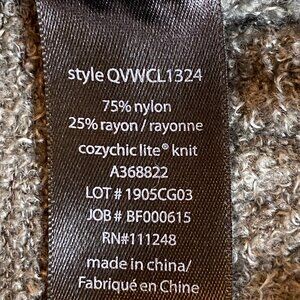 style QVWCL1324
75% nylon
25% rayon / rayonne
cozychic lite® knit
A368822
LOT # 1905CG03
JOB # BF000615
RN#111248
made in china/
Fabriqué en Chine